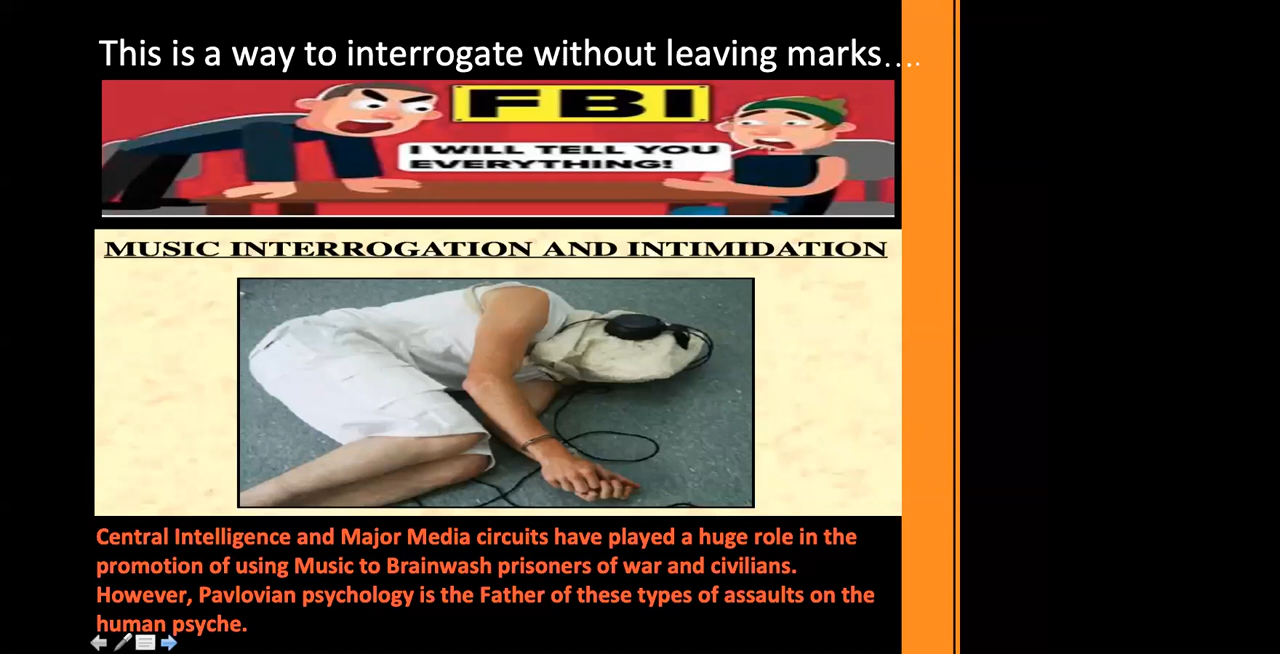 This is a way to interrogate without leaving marks….
FBI
I WILL TELL YOU
EVERYTHING!
MUSIC INTERROGATION AND INTIMIDATION
Central Intelligence and Major Media circuits have played a huge role in the
promotion of using Music to Brainwash prisoners of war and civilians.
However, Pavlovian psychology is the Father of these types of assaults on the
human psyche.